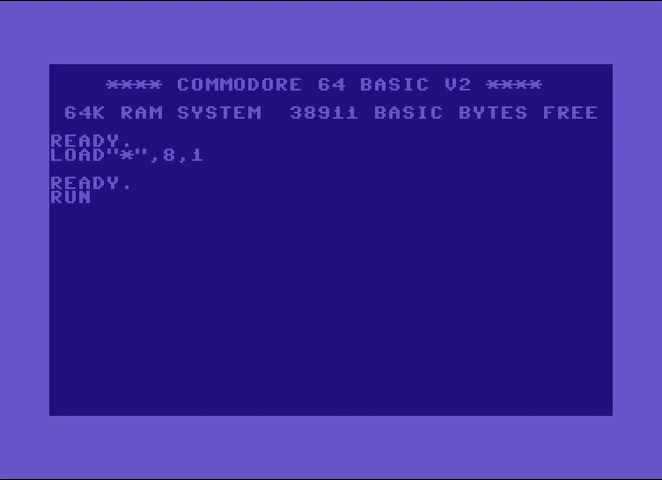 **** COMMODORE 64 BASIC V2 ****
64K RAM SYSTEM  38911 BASIC BYTES FREE
READY.
LOAD"*",8,1
READY.
RUN